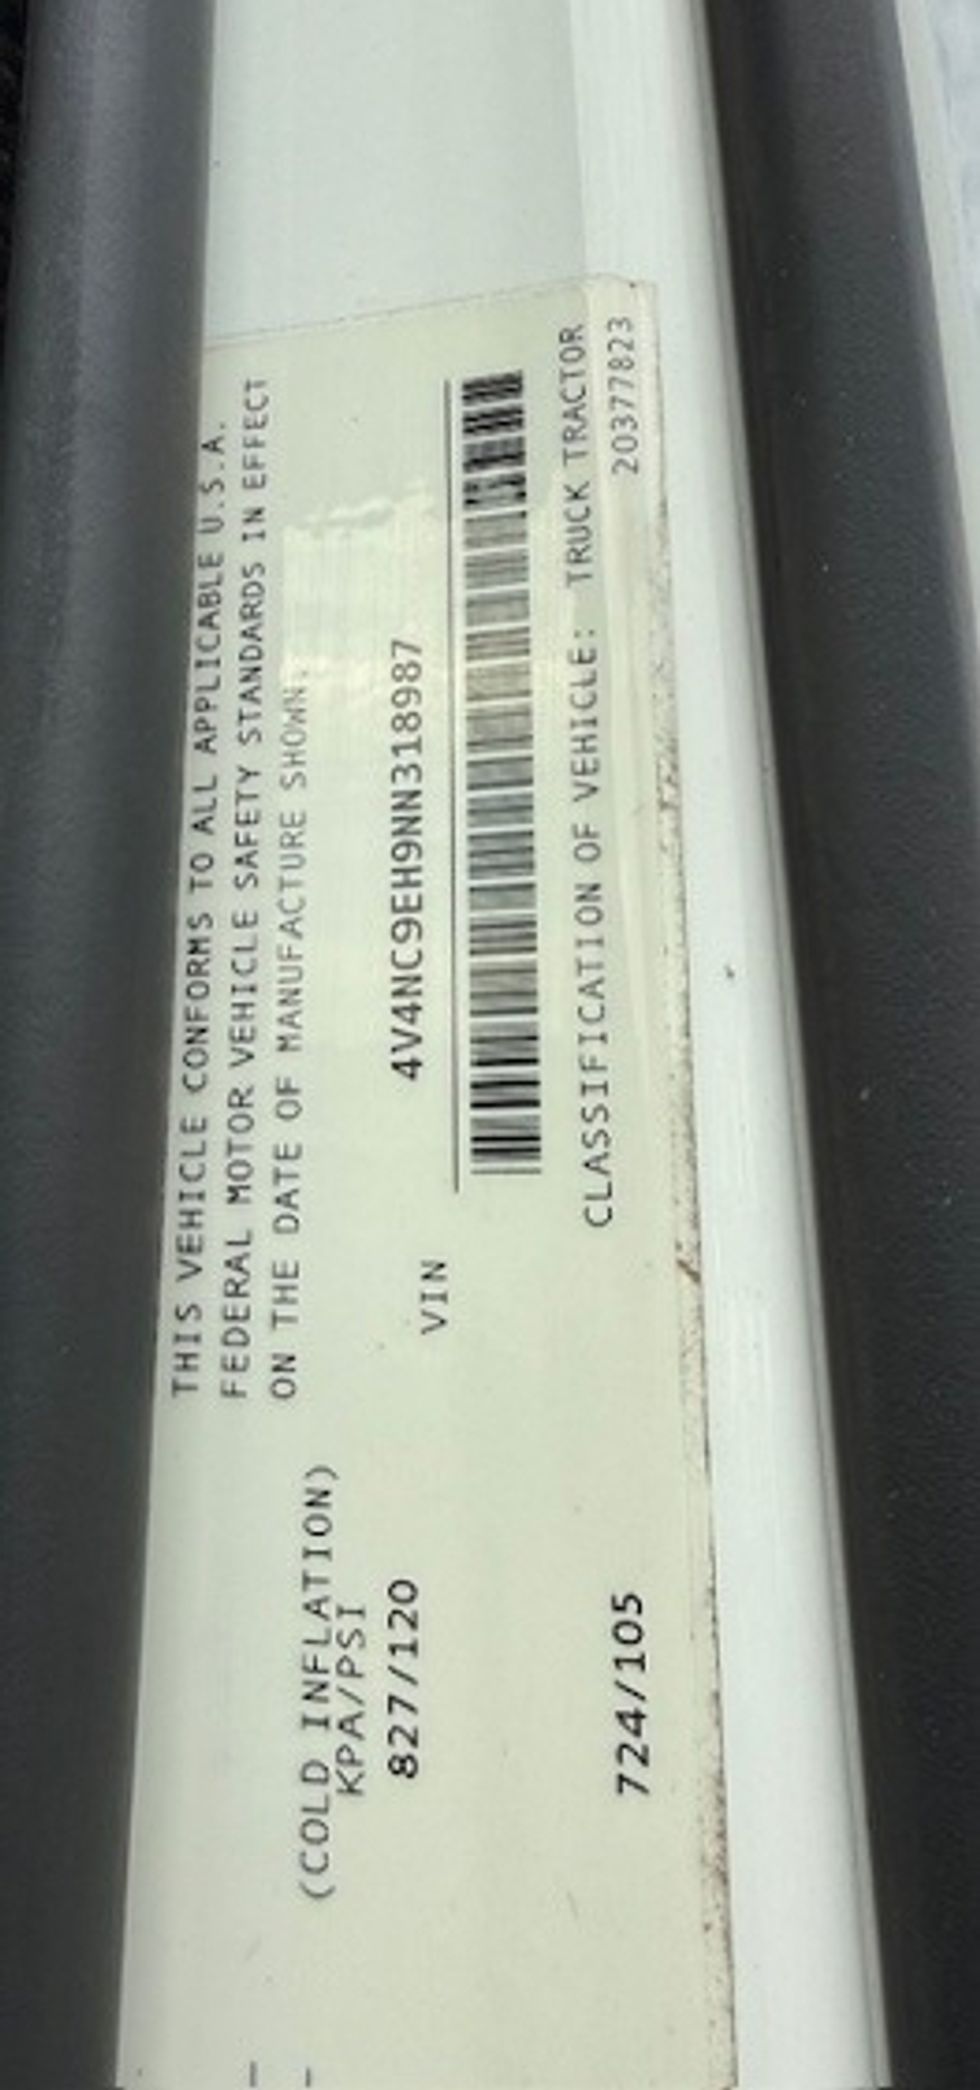 THIS VEHICLE CONFORMS TO ALL APPLICABLE U.S.A.
FEDERAL MOTOR VEHICLE SAFETY STANDARDS IN EFFECT
ON THE DATE OF MANUFACTURE SHOWN.
(COLD INFLATION)
KPA/PSI
827/120
724/105
4V4NC9EH9NN318987
VIN
CLASSIFICATION OF VEHICLE: TRUCK TRACTOR
20377823